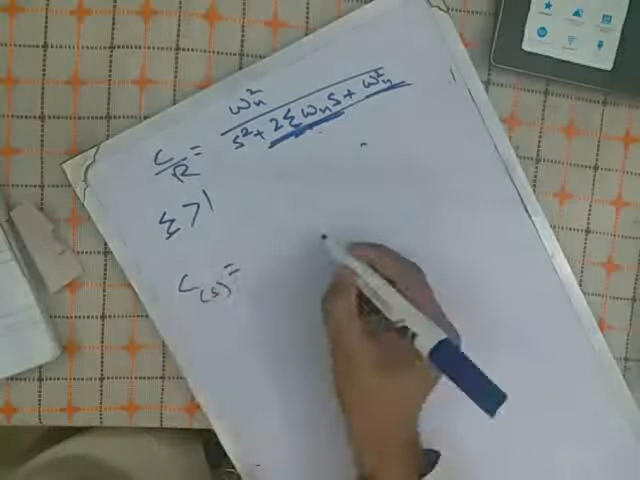 C/R = ωn² / s² + 2ξωns + ωn²
ξ > 1
C(s) =